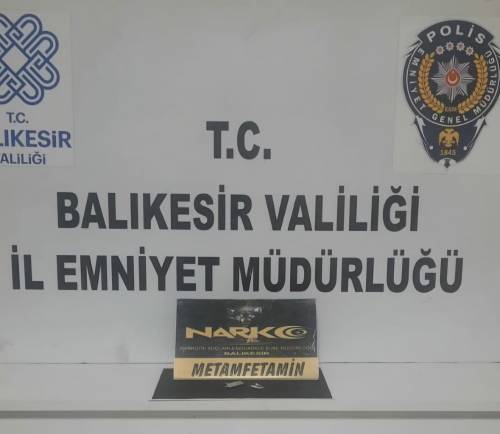 T.C.
BALIKESİR
VALİLİĞİ
POLİS
EMNİYET GENEL MÜDÜRLÜĞÜ
1845
T.C.
BALIKESİR VALİLİĞİ
İL EMNİYET MÜDÜRLÜĞÜ
NARKO
BALIKESİR
METAMFETAMİN